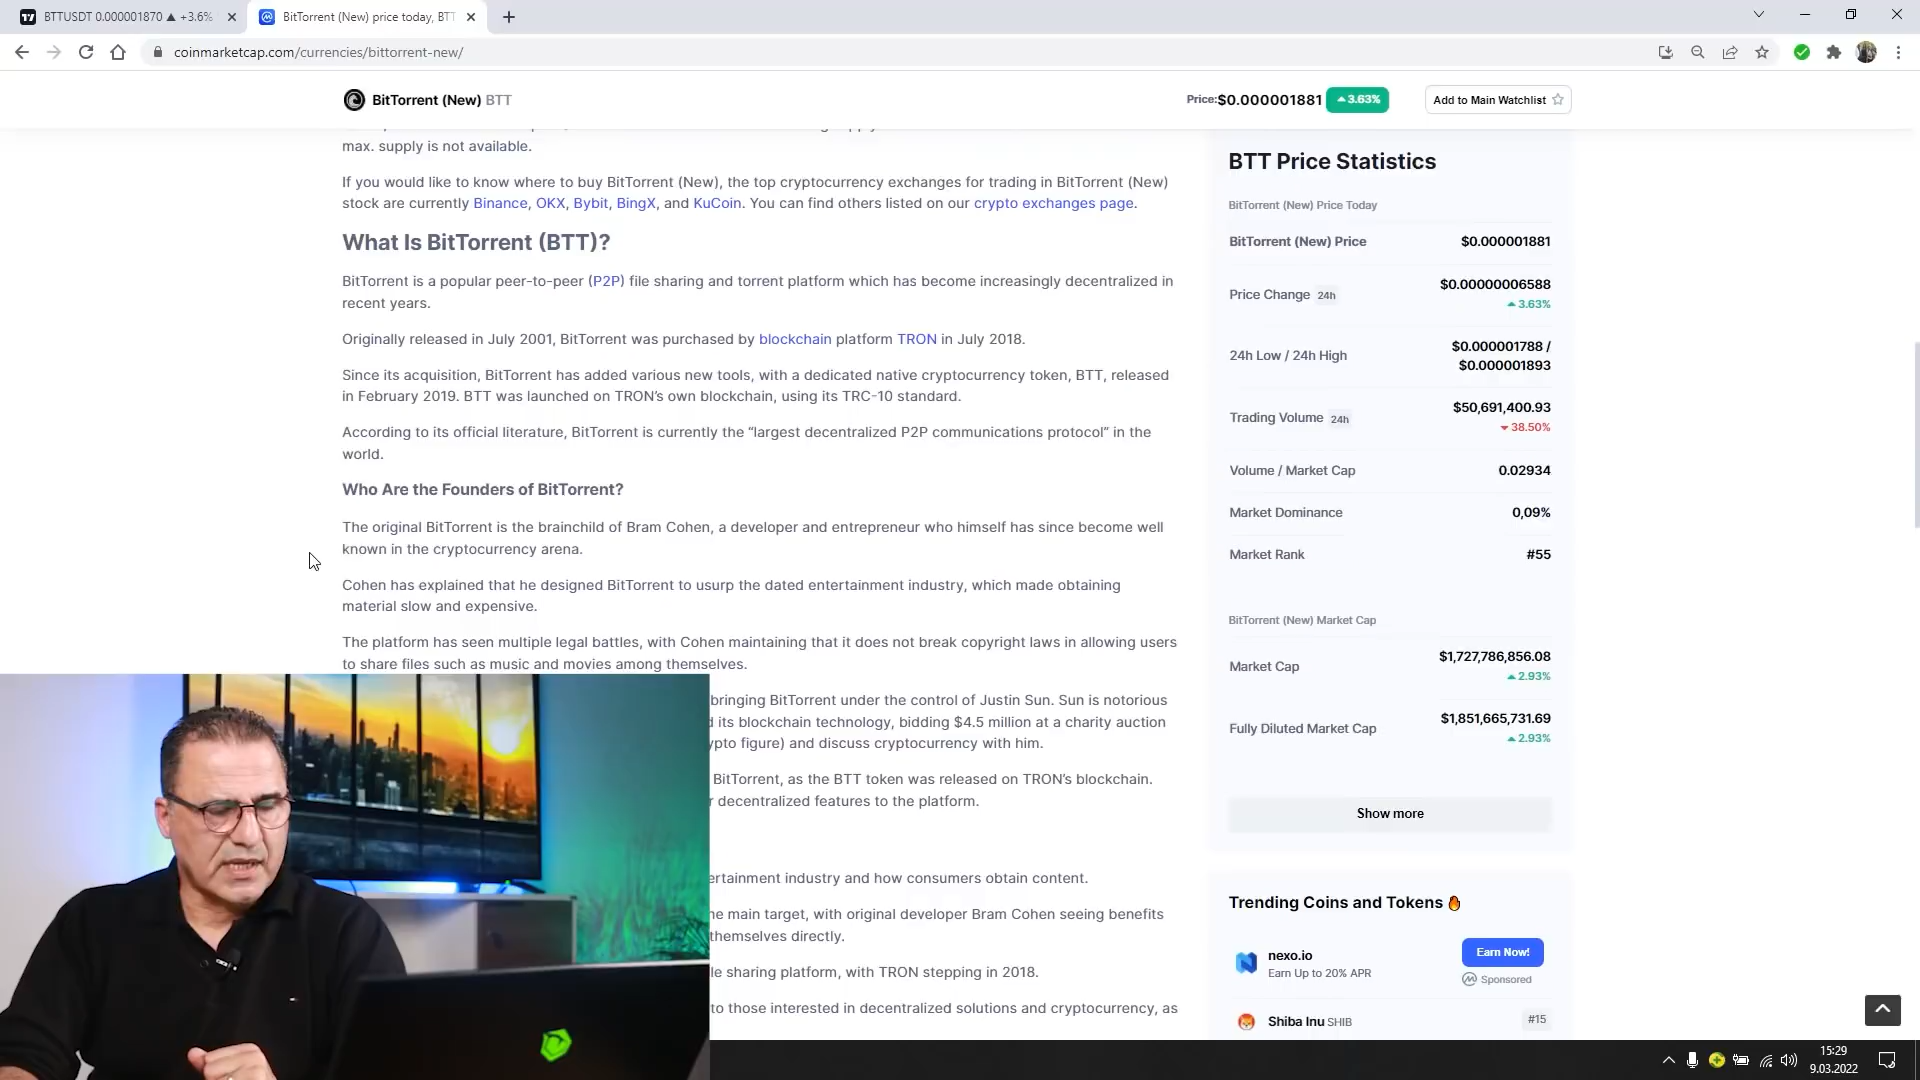 BTTUSDT 0.000001870 ▲ +3.6%
BitTorrent (New) price today, BTT
coinmarketcap.com/currencies/bittorrent-new/
BitTorrent (New) BTT
Price:$0.000001881 3.63%
Add to Main Watchlist
max. supply is not available.
If you would like to know where to buy BitTorrent (New), the top cryptocurrency exchanges for trading in BitTorrent (New)
stock are currently Binance, OKX, Bybit, BingX, and KuCoin. You can find others listed on our crypto exchanges page.
What Is BitTorrent (BTT)?
BitTorrent is a popular peer-to-peer (P2P) file sharing and torrent platform which has become increasingly decentralized in
recent years.
Originally released in July 2001, BitTorrent was purchased by blockchain platform TRON in July 2018.
Since its acquisition, BitTorrent has added various new tools, with a dedicated native cryptocurrency token, BTT, released
in February 2019. BTT was launched on TRON’s own blockchain, using its TRC-10 standard.
According to its official literature, BitTorrent is currently the “largest decentralized P2P communications protocol” in the
world.
Who Are the Founders of BitTorrent?
The original BitTorrent is the brainchild of Bram Cohen, a developer and entrepreneur who himself has since become well
known in the cryptocurrency arena.
Cohen has explained that he designed BitTorrent to usurp the dated entertainment industry, which made obtaining
material slow and expensive.
The platform has seen multiple legal battles, with Cohen maintaining that it does not break copyright laws in allowing users
to share files such as music and movies among themselves.
bringing BitTorrent under the control of Justin Sun. Sun is notorious
its blockchain technology, bidding $4.5 million at a charity auction
figure) and discuss cryptocurrency with him.
BitTorrent, as the BTT token was released on TRON’s blockchain.
decentralized features to the platform.
industry and how consumers obtain content.
main target, with original developer Bram Cohen seeing benefits
themselves directly.
sharing platform, with TRON stepping in 2018.
to those interested in decentralized solutions and cryptocurrency, as
BTT Price Statistics
BitTorrent (New) Price Today
BitTorrent (New) Price $0.000001881
Price Change 24h $0.00000006588
3.63%
24h Low / 24h High $0.000001788 /
$0.000001893
Trading Volume 24h $50,691,400.93
38.50%
Volume / Market Cap 0.02934
Market Dominance 0,09%
Market Rank #55
BitTorrent (New) Market Cap
Market Cap $1,727,786,856.08
2.93%
Fully Diluted Market Cap $1,851,665,731.69
2.93%
Show more
Trending Coins and Tokens 🔥
nexo.io
Earn Up to 20% APR
Earn Now!
Sponsored
Shiba Inu SHIB #15
15:29
9.03.2022